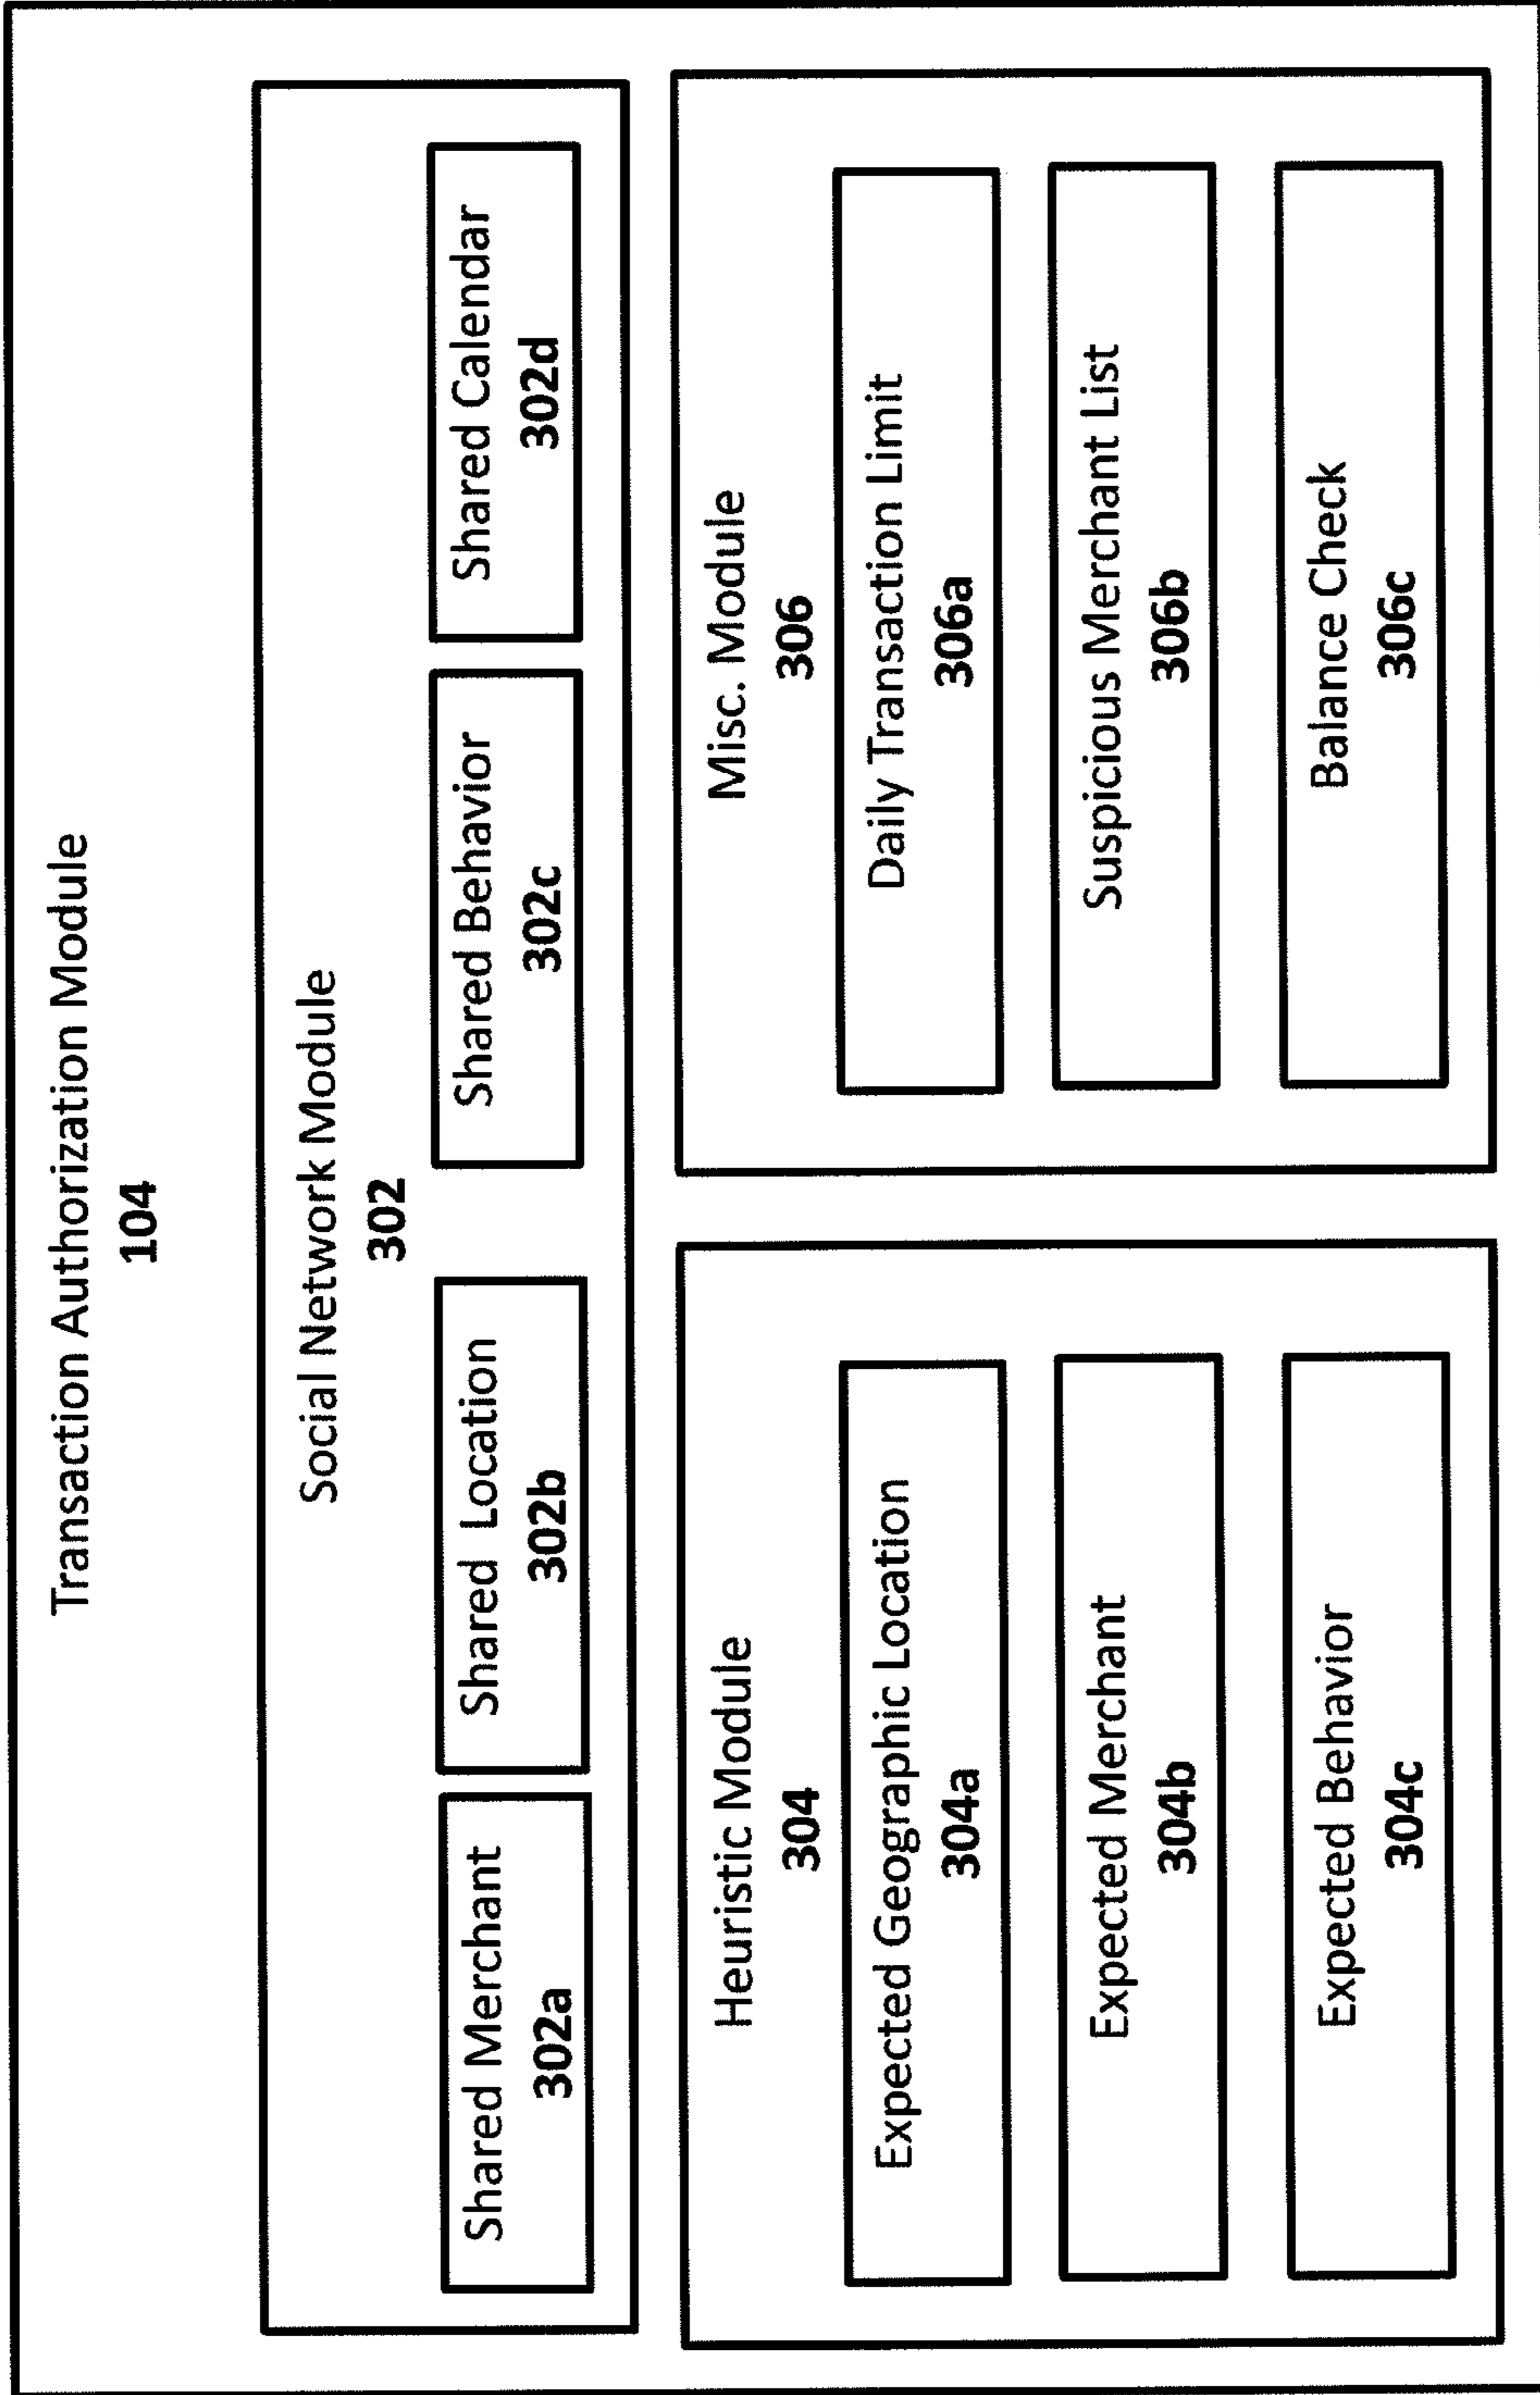 Transaction Authorization Module
104
Social Network Module
302
Shared Merchant
302a
Shared Location
302b
Shared Behavior
302c
Shared Calendar
302d
Heuristic Module
304
Expected Geographic Location
304a
Expected Merchant
304b
Expected Behavior
304c
Misc. Module
306
Daily Transaction Limit
306a
Suspicious Merchant List
306b
Balance Check
306c